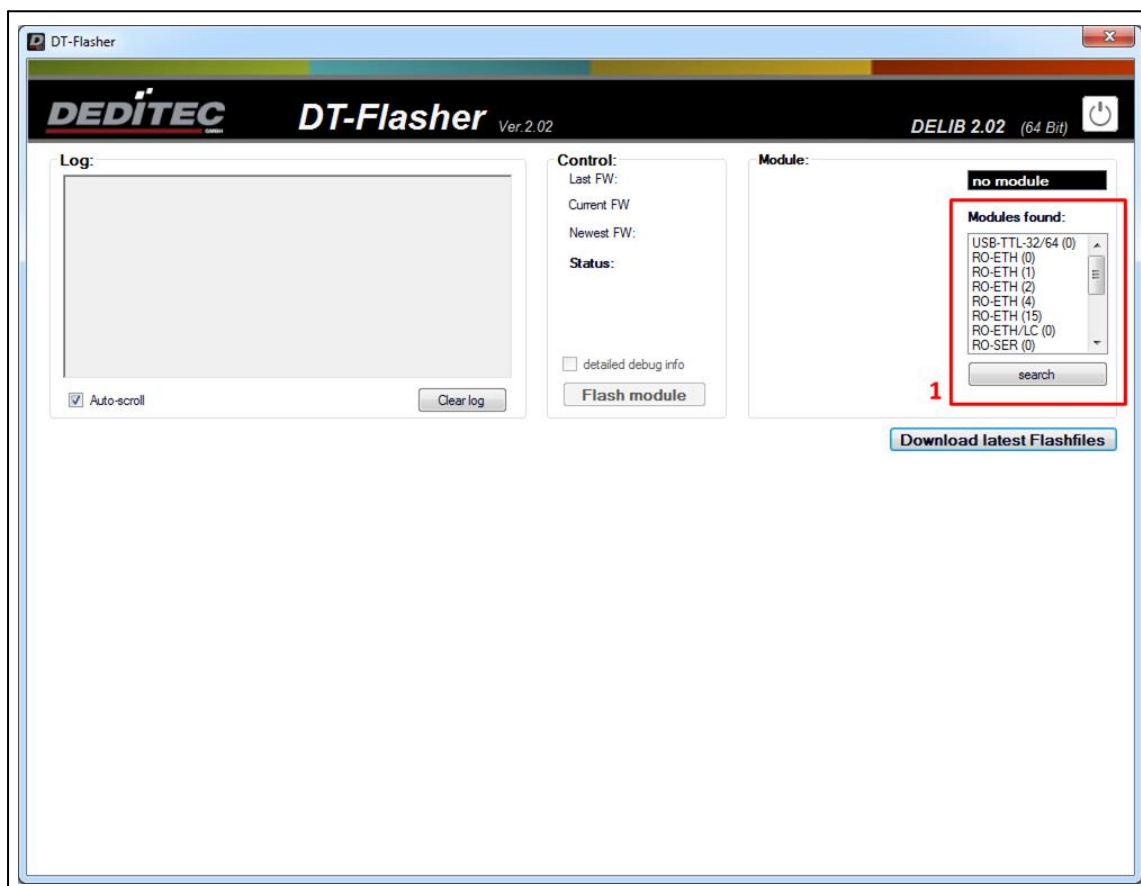 DT-Flasher
DEDITEC
GMBH
DT-Flasher Ver.2.02
DELIB 2.02 (64 Bit)
Log:
Auto-scroll
Clear log
Control:
Last FW:
Current FW
Newest FW:
Status:
detailed debug info
Flash module
Module:
no module
Modules found:
USB-TTL-32/64 (0)
RO-ETH (0)
RO-ETH (1)
RO-ETH (2)
RO-ETH (4)
RO-ETH (15)
RO-ETH/LC (0)
RO-SER (0)
search
1
Download latest Flashfiles